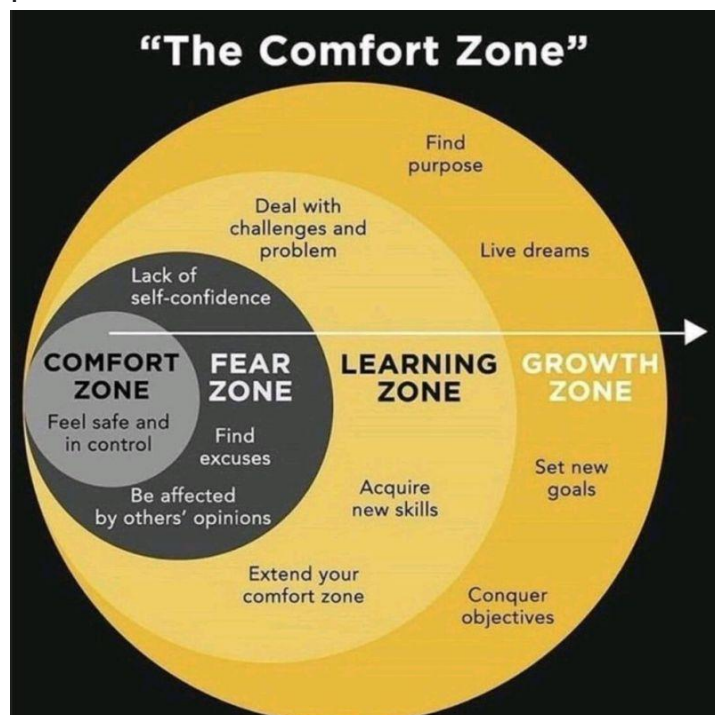 “The Comfort Zone”
Find
purpose
Deal with
challenges and
problem
Live dreams
Lack of
self-confidence
COMFORT
ZONE
Feel safe and
in control
FEAR
ZONE
Find
excuses
Be affected
by others’ opinions
LEARNING
ZONE
Acquire
new skills
Extend your
comfort zone
GROWTH
ZONE
Set new
goals
Conquer
objectives